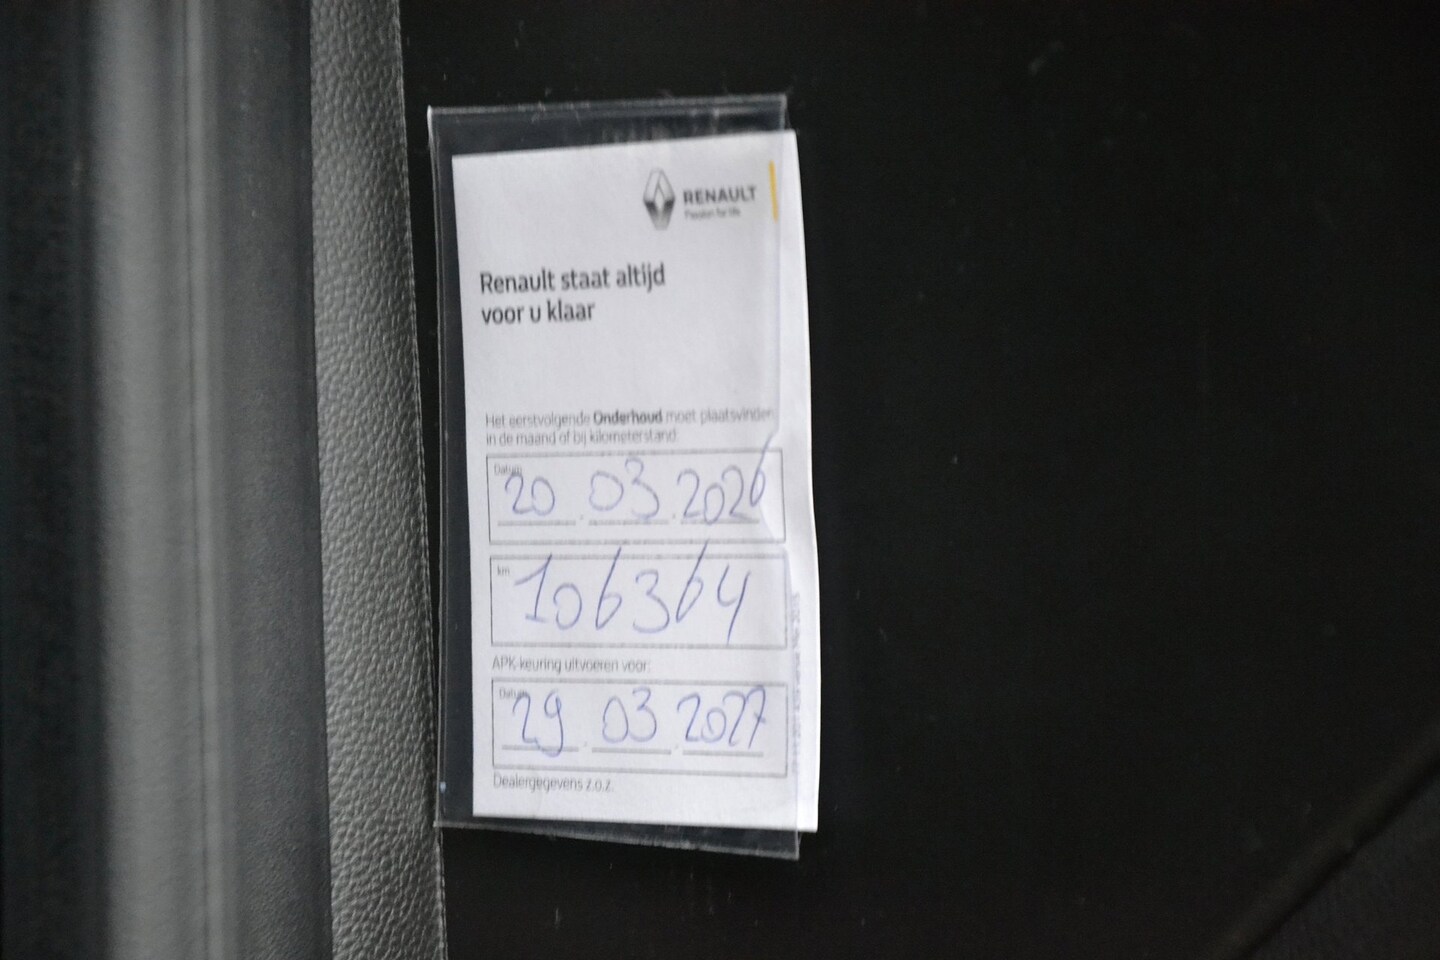 RENAULT
Passion for life
Renault staat altijd
voor u klaar
Het eerstvolgende Onderhoud moet plaatsvinden
in de maand of bij kilometerstand:
Datum
20.03.2026
km
106364
APK-keuring uitvoeren voor:
Datum
29.03.2027
Dealergegevens z.o.z.